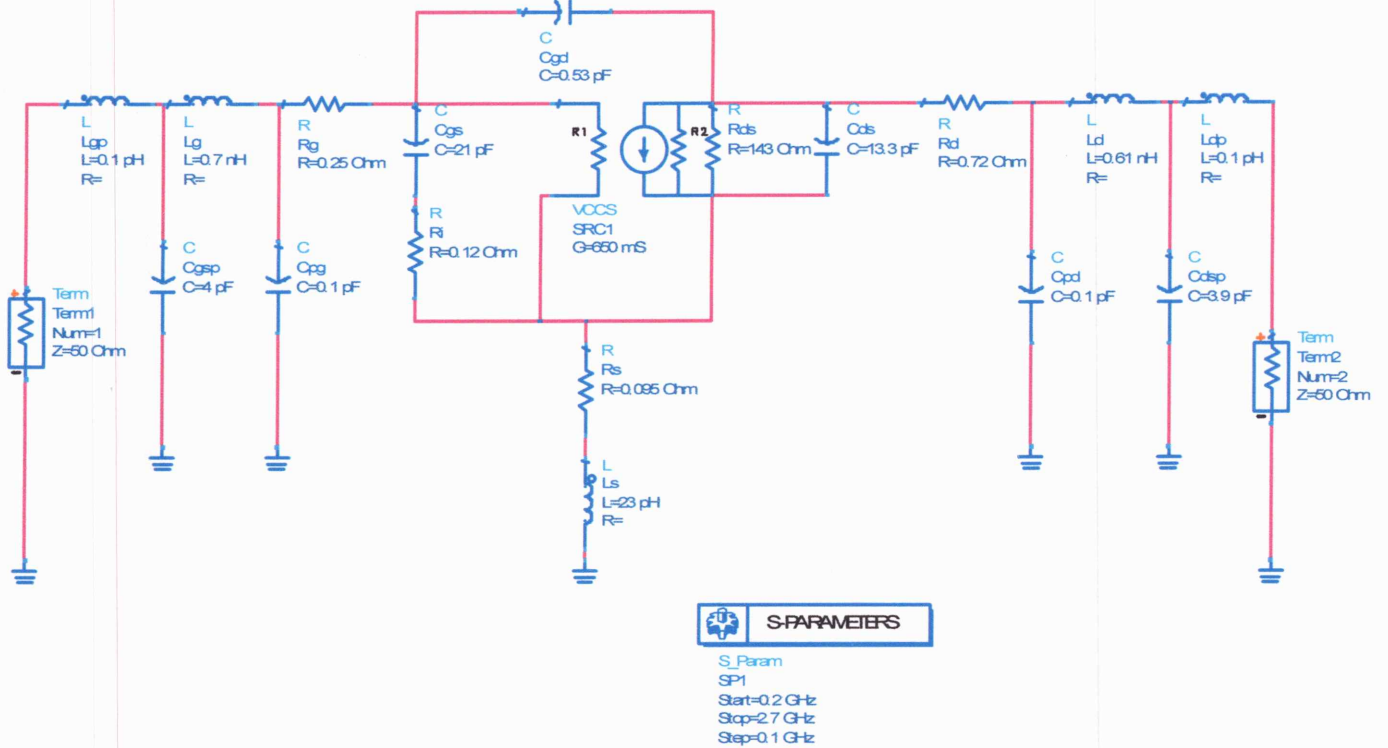 C
Cgd
C=0.53 pF
L
Lgp
L=0.1 pH
R=
L
Lg
L=0.7 nH
R=
R
Rg
R=0.25 Ohm
C
Cgs
C=21 pF
R1
R2
R
Rds
R=143 Ohm
C
Cds
C=13.3 pF
R
Rd
R=0.72 Ohm
L
Ld
L=0.61 nH
R=
L
Ldp
L=0.1 pH
R=
R
Ri
R=0.12 Ohm
VCCS
SRC1
G=650 mS
C
Cgsp
C=4 pF
C
Cpg
C=0.1 pF
C
Cpd
C=0.1 pF
C
Cdsp
C=3.9 pF
+
Term
Term1
Num=1
Z=50 Ohm
-
+
Term
Term2
Num=2
Z=50 Ohm
-
R
Rs
R=0.095 Ohm
L
Ls
L=23 pH
R=
S-PARAMETERS
S_Param
SP1
Start=0.2 GHz
Stop=2.7 GHz
Step=0.1 GHz